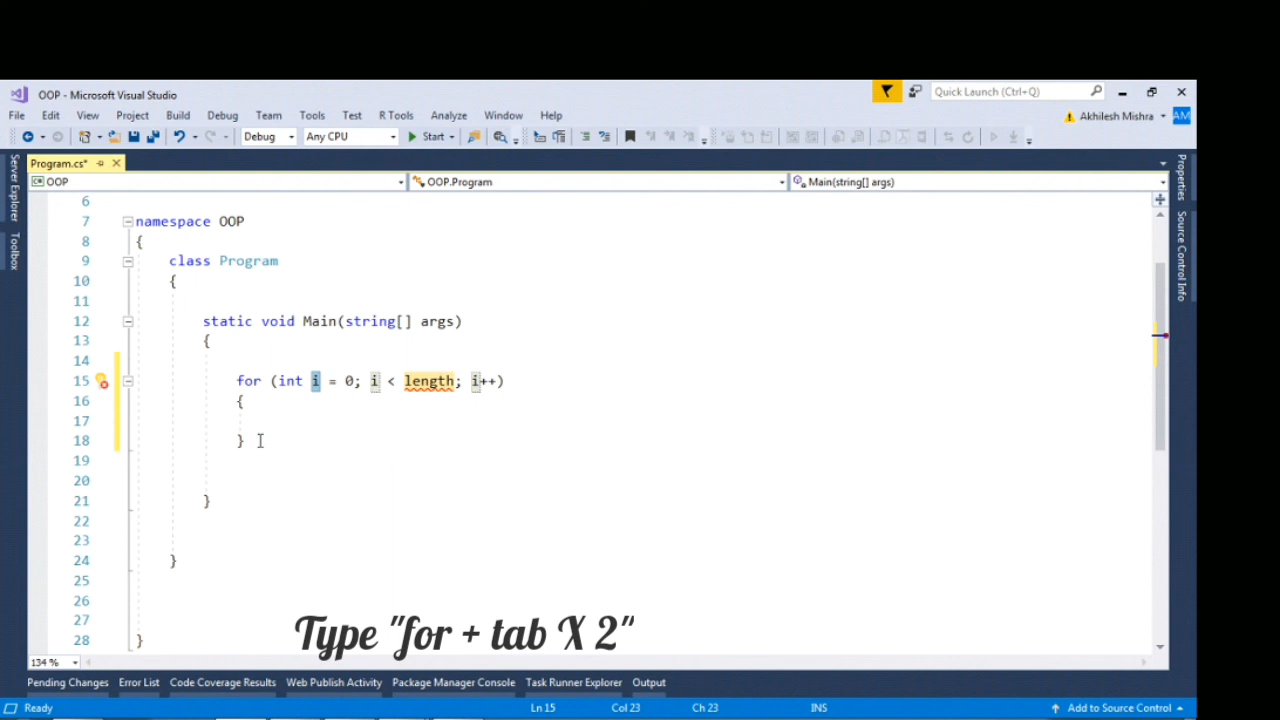 OOP - Microsoft Visual Studio
Quick Launch (Ctrl+Q)
File Edit View Project Build Debug Team Tools Test R Tools Analyze Window Help
Akhilesh Mishra AM
Debug Any CPU Start
Program.cs*
OOP OOP.Program Main(string[] args)
Server Explorer
Toolbox
Properties
Source Control Info
6
7 namespace OOP
8 {
9 class Program
10 {
11
12 static void Main(string[] args)
13 {
14
15 for (int i = 0; i < length; i++)
16 {
17
18 }
19
20
21 }
22
23
24 }
25
26
27
28 }
Type "for + tab X 2"
134 %
Pending Changes Error List Code Coverage Results Web Publish Activity Package Manager Console Task Runner Explorer Output
Ready Ln 15 Col 23 Ch 23 INS Add to Source Control